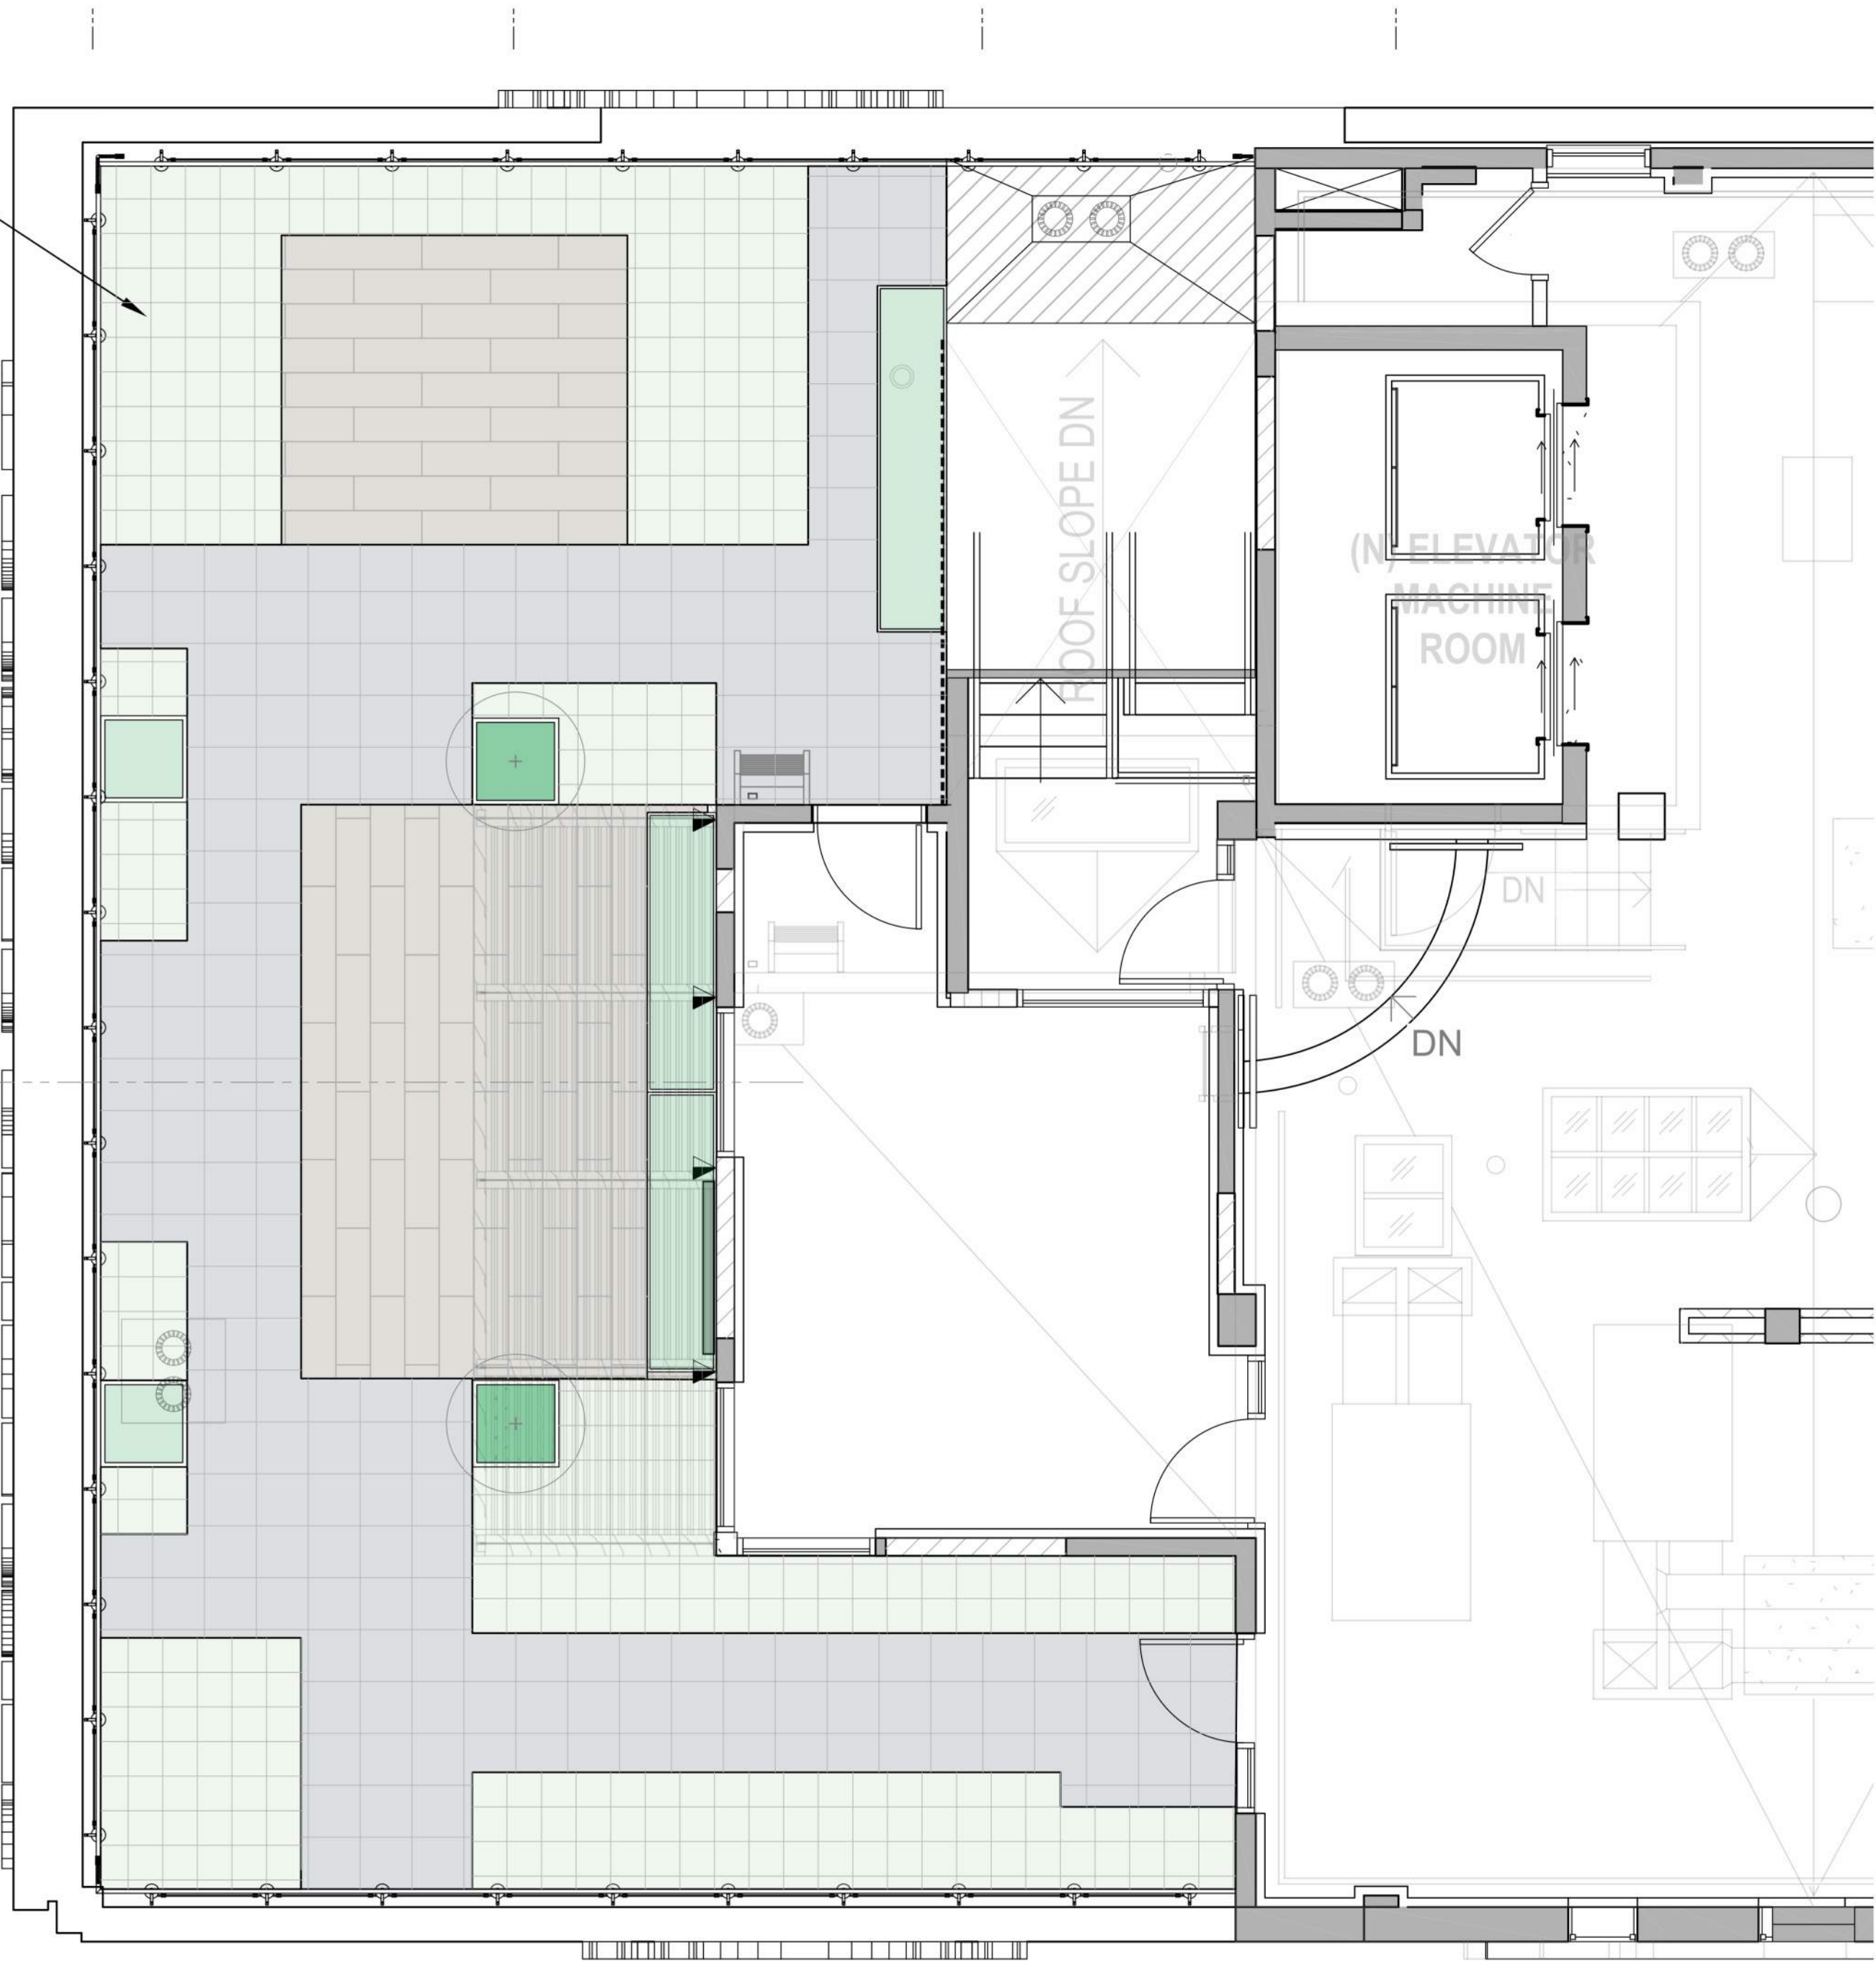 ROOF SLOPE DN
(N) ELEVATOR
MACHINE
ROOM
DN
DN